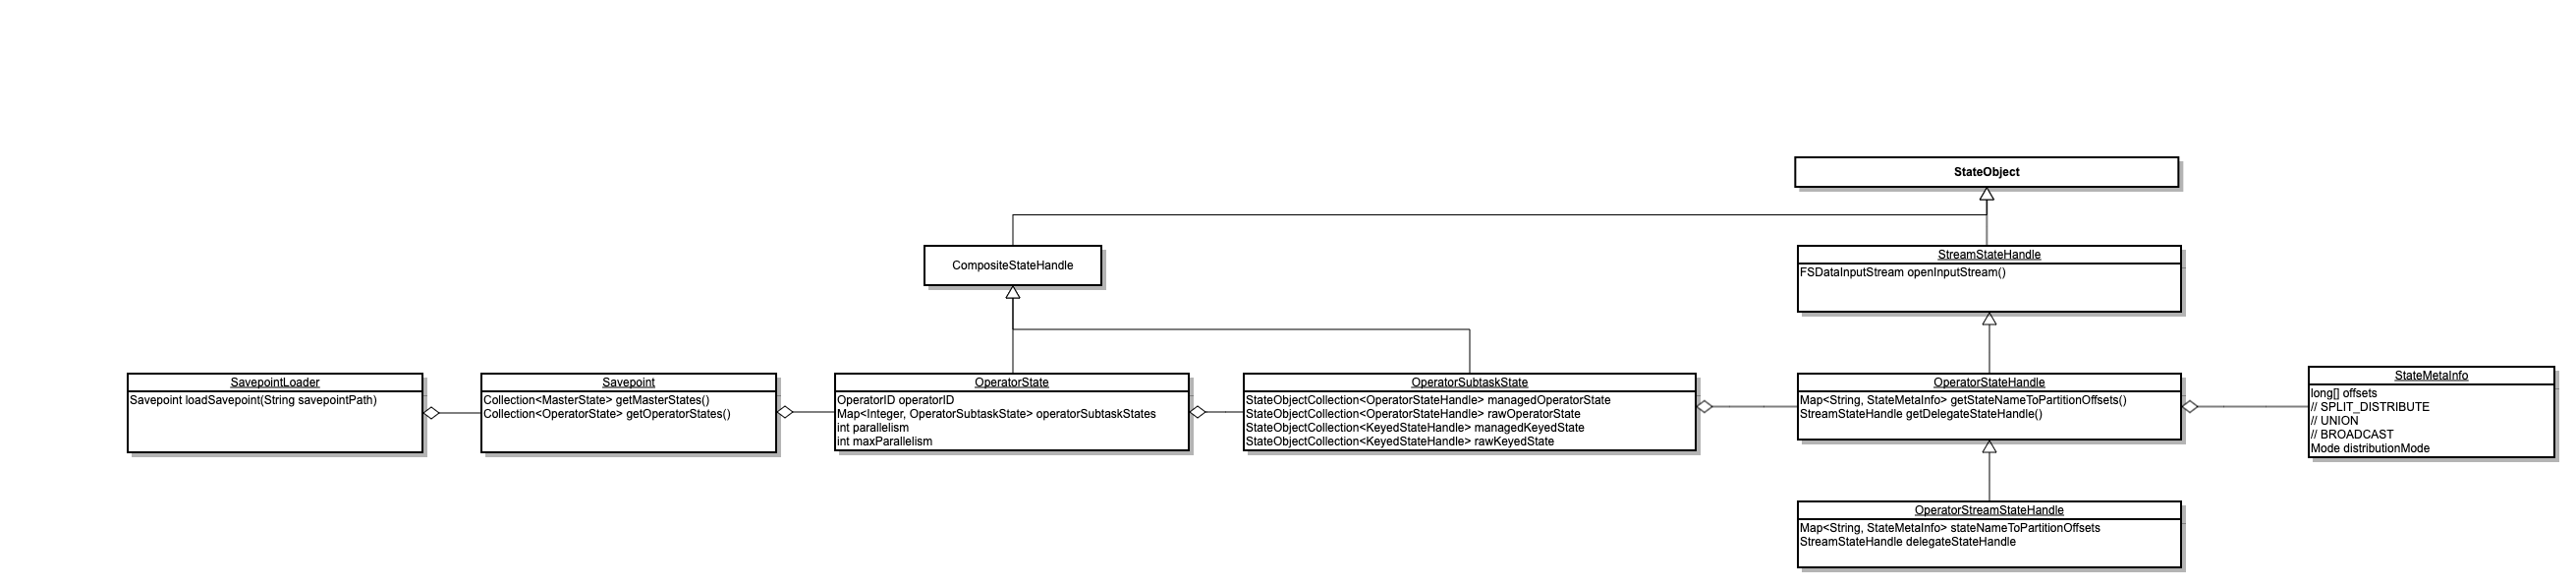 StateObject
CompositeStateHandle
StreamStateHandle
FSDataInputStream openInputStream()
SavepointLoader
Savepoint loadSavepoint(String savepointPath)
Savepoint
Collection<MasterState> getMasterStates()
Collection<OperatorState> getOperatorStates()
OperatorState
OperatorID operatorID
Map<Integer, OperatorSubtaskState> operatorSubtaskStates
int parallelism
int maxParallelism
OperatorSubtaskState
StateObjectCollection<OperatorStateHandle> managedOperatorState
StateObjectCollection<OperatorStateHandle> rawOperatorState
StateObjectCollection<KeyedStateHandle> managedKeyedState
StateObjectCollection<KeyedStateHandle> rawKeyedState
OperatorStateHandle
Map<String, StateMetaInfo> getStateNameToPartitionOffsets()
StreamStateHandle getDelegateStateHandle()
StateMetaInfo
long[] offsets
// SPLIT_DISTRIBUTE
// UNION
// BROADCAST
Mode distributionMode
OperatorStreamStateHandle
Map<String, StateMetaInfo> stateNameToPartitionOffsets
StreamStateHandle delegateStateHandle